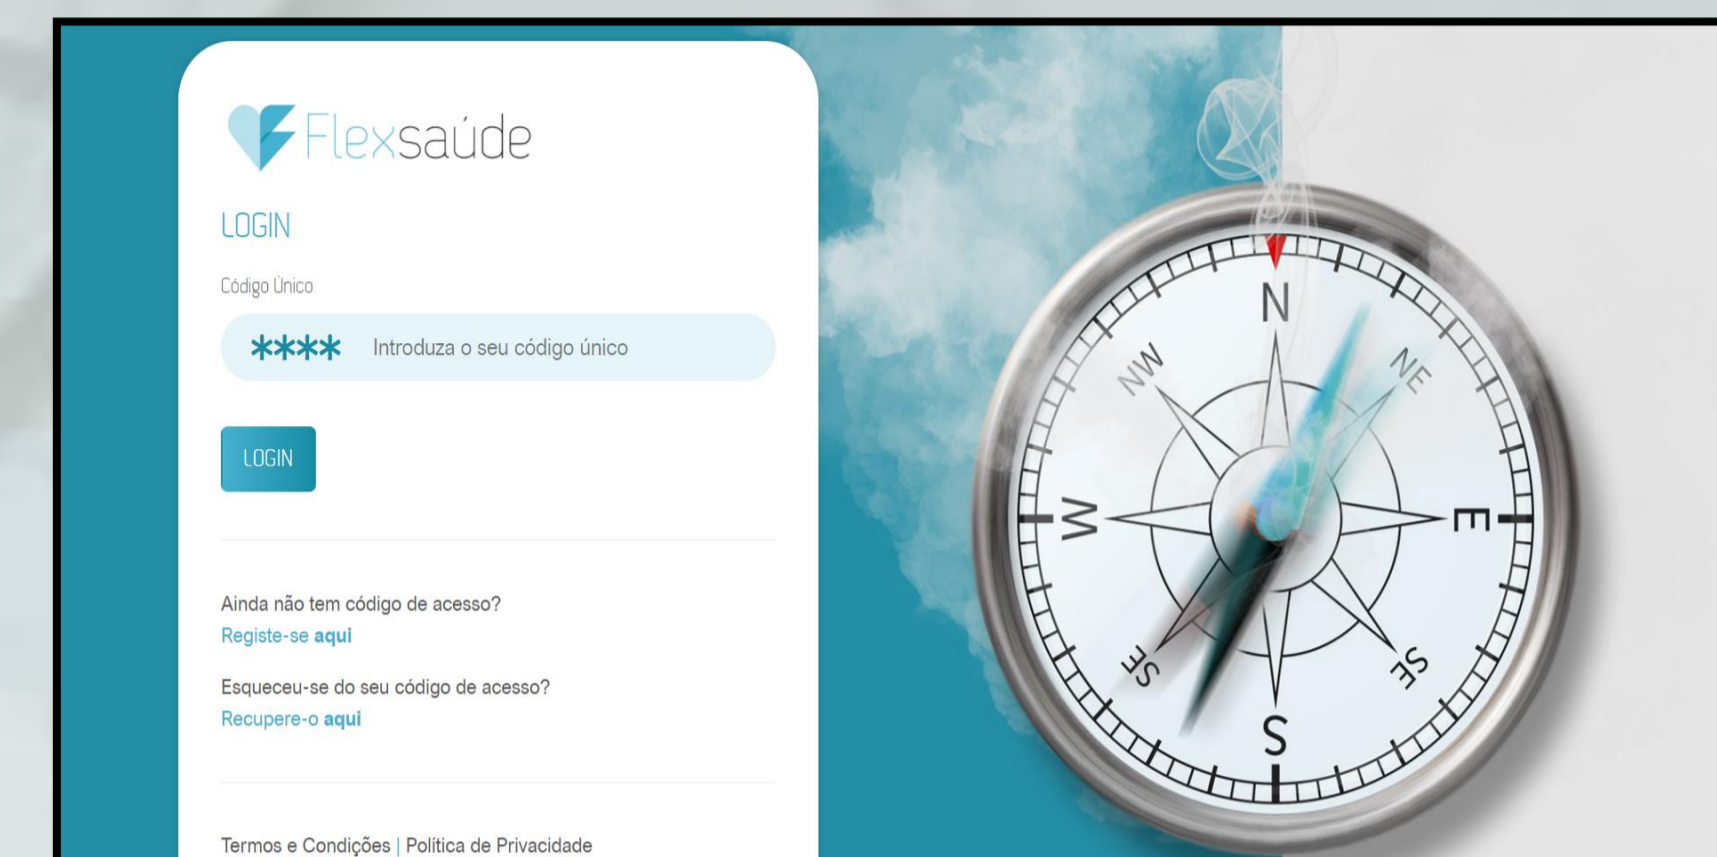 Flexsaúde
LOGIN
Código Único
**** Introduza o seu código único
LOGIN
Ainda não tem código de acesso?
Registe-se aqui
Esqueceu-se do seu código de acesso?
Recupere-o aqui
Termos e Condições | Política de Privacidade
N
NW
NE
W
E
SE
SE
S